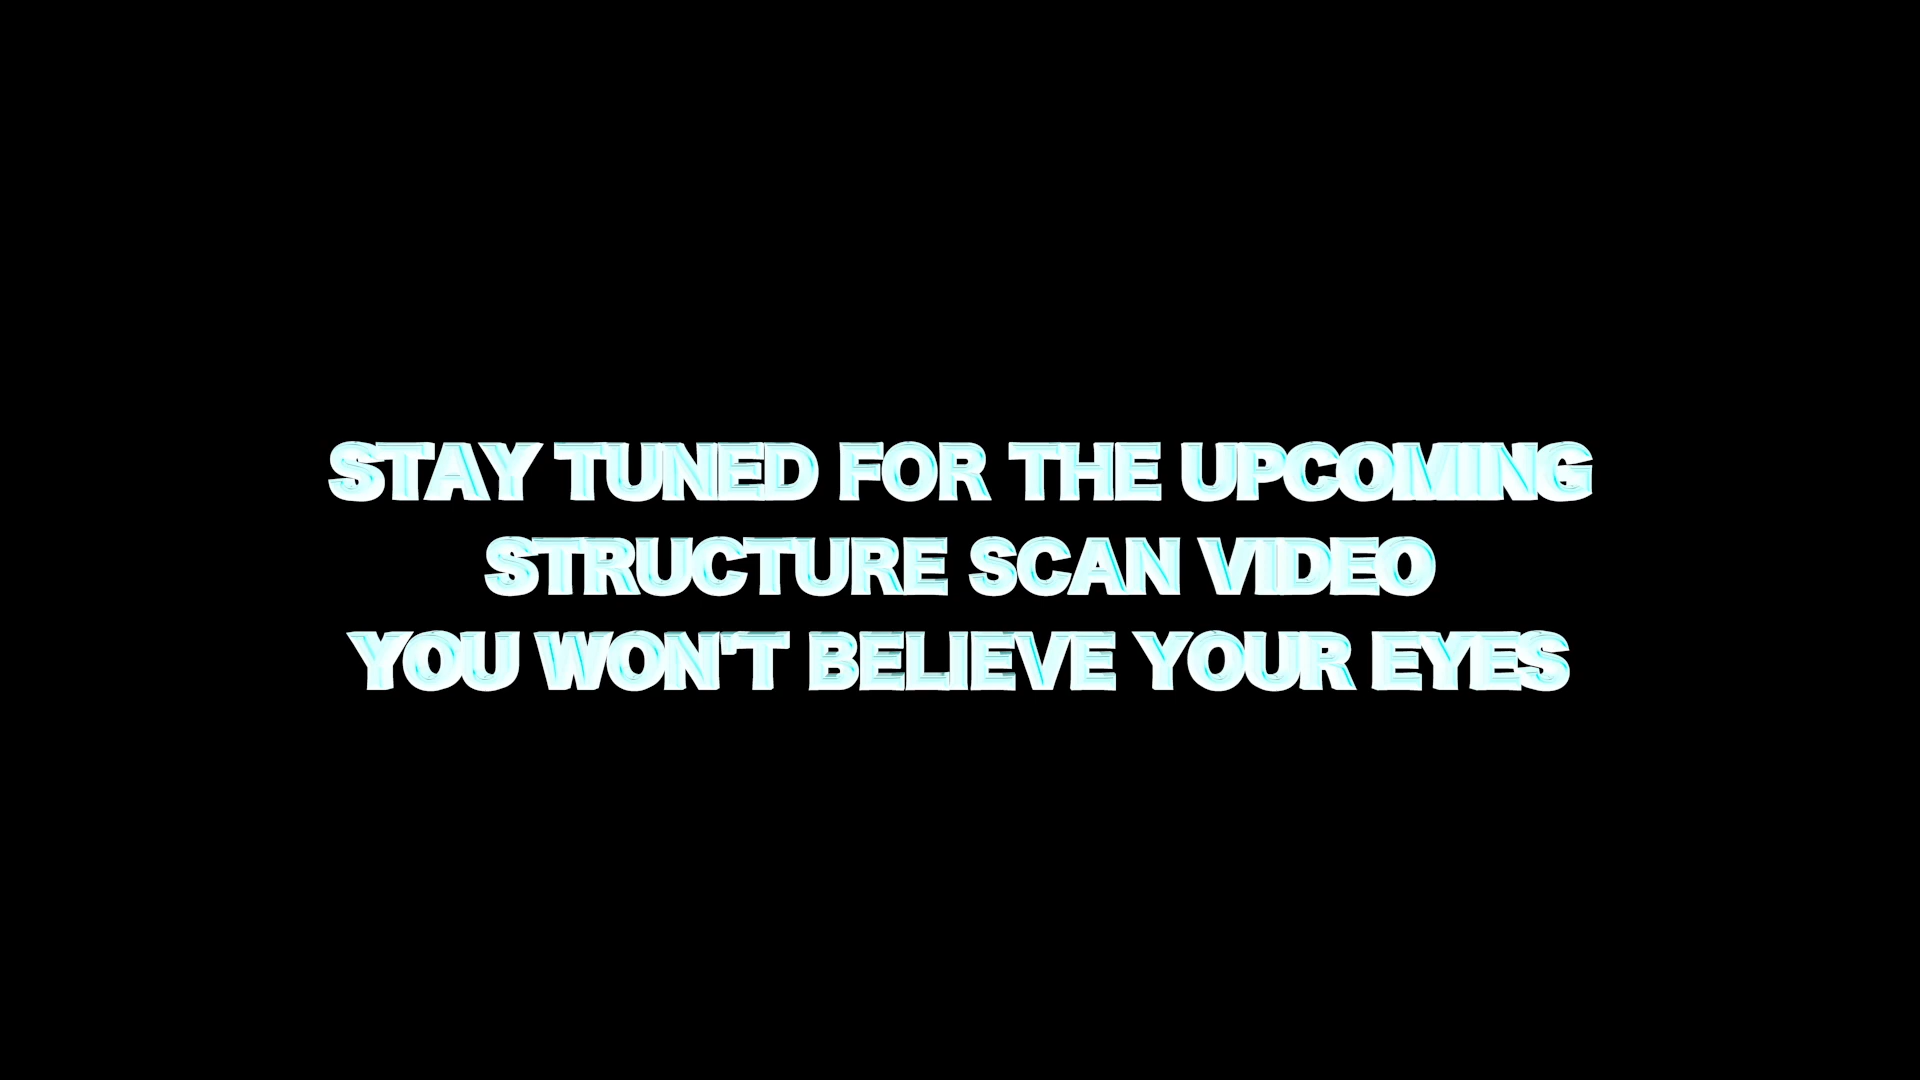 STAY TUNED FOR THE UPCOMING
STRUCTURE SCAN VIDEO
YOU WON'T BELIEVE YOUR EYES